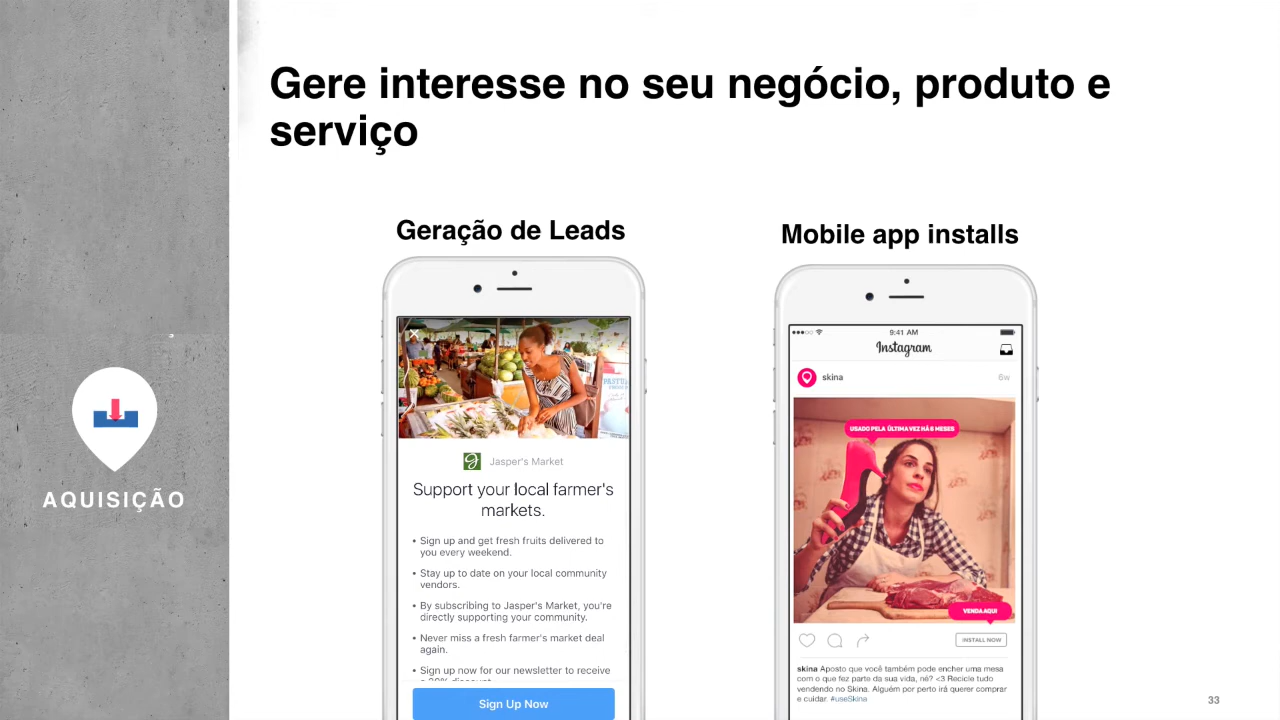 Gere interesse no seu negócio, produto e
serviço
Geração de Leads
Mobile app installs
Jasper's Market
Support your local farmer's
markets.
• Sign up and get fresh fruits delivered to
you every weekend.
• Stay up to date on your local community
vendors.
• By subscribing to Jasper's Market, you're
directly supporting your community.
• Never miss a fresh farmer's market deal
again.
• Sign up now for our newsletter to receive
Sign Up Now
9:41 AM
Instagram
skina
6w
USADO PELA ÚLTIMA VEZ HÁ 6 MESES
VENDA AQUI
INSTALL NOW
skina Aposto que você também pode encher uma mesa
com o que fez parte da sua vida, né? <3 Recicle tudo
vendendo no Skina. Alguém por perto irá querer comprar
e cuidar. #useSkina
AQUISIÇÃO
33